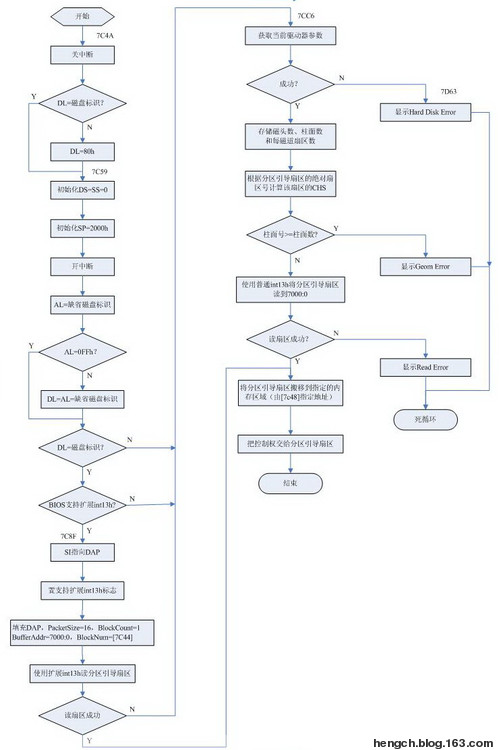 开始
7C4A
关中断
Y
DL=磁盘标识?
N
DL=80h
7C59
初始化DS=SS=0
初始化SP=2000h
开中断
AL=缺省磁盘标识
Y
AL=0FFh?
N
DL=AL=缺省磁盘标识
DL=磁盘标识?
N
Y
BIOS支持扩展int13h?
N
Y
7C8F
SI指向DAP
置支持扩展int13h标志
填充DAP，PacketSize=16，BlockCount=1
BufferAddr=7000:0，BlockNum=[7C44]
使用扩展int13h读分区引导扇区
读扇区成功
N
Y
7CC6
获取当前驱动器参数
成功?
N
Y
7D63
显示Hard Disk Error
存储磁头数、柱面数
和每磁道扇区数
根据分区引导扇区的绝对扇
区号计算该扇区的CHS
柱面号>=柱面数?
Y
N
显示Geom Error
使用普通int13h将分区引导扇区
读到7000:0
读扇区成功?
N
Y
显示Read Error
将分区引导扇区搬移到指定的内
存区域（由[7c48]指定地址）
死循环
把控制权交给分区引导扇区
结束
hengch.blog.163.com